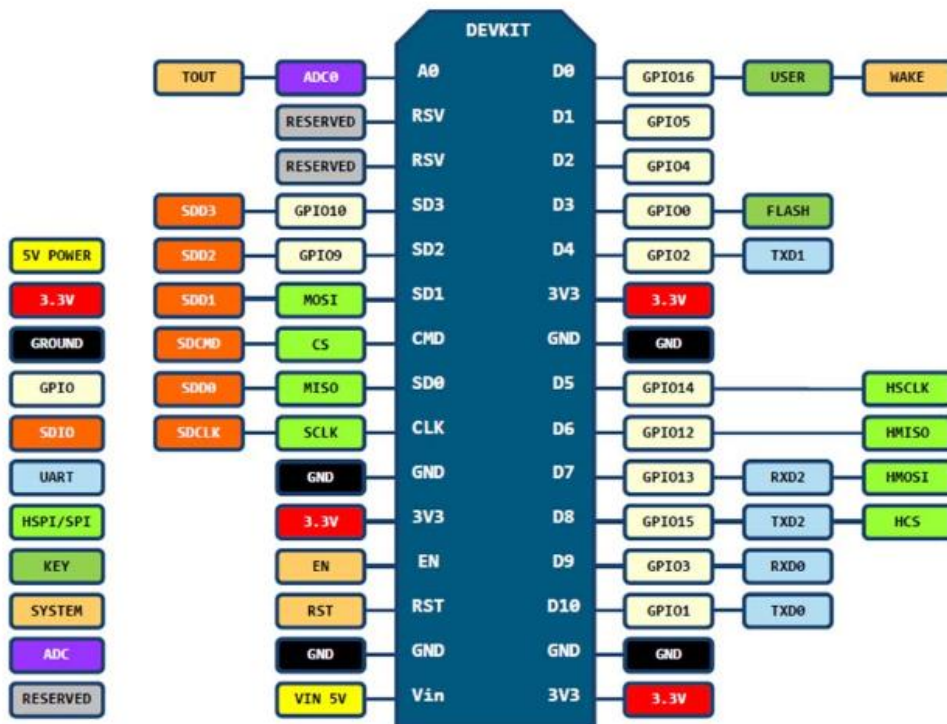 DEVKIT
TOUT ADC0 A0 D0 GPIO16 USER WAKE
RESERVED RSV D1 GPIO5
RESERVED RSV D2 GPIO4
SDD3 GPIO10 SD3 D3 GPIO0 FLASH
5V POWER SDD2 GPIO9 SD2 D4 GPIO2 TXD1
3.3V SDD1 MOSI SD1 3V3 3.3V
GROUND SDCMD CS CMD GND GND
GPIO SDD0 MISO SD0 D5 GPIO14 HSCLK
SDIO SDCLK SCLK CLK D6 GPIO12 HMISO
UART GND GND D7 GPIO13 RXD2 HMOSI
HSPI/SPI 3.3V 3V3 D8 GPIO15 TXD2 HCS
KEY EN EN D9 GPIO3 RXD0
SYSTEM RST RST D10 GPIO1 TXD0
ADC GND GND GND GND
RESERVED VIN 5V Vin 3V3 3.3V